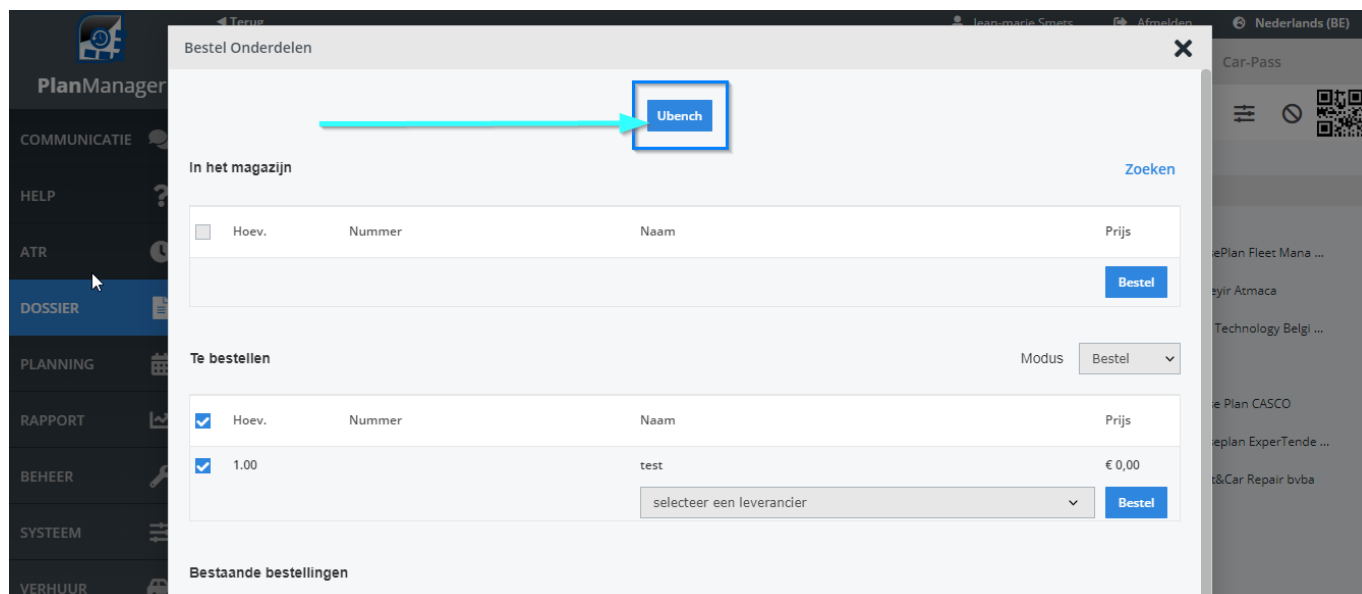 Terug
Jean-marie Smets
Afmelden
Nederlands (BE)
PlanManager
COMMUNICATIE
HELP
ATR
DOSSIER
PLANNING
RAPPORT
BEHEER
SYSTEEM
VERHUUR
Bestel Onderdelen
Ubench
In het magazijn
Zoeken
Hoev. Nummer Naam Prijs
Bestel
Te bestellen
Modus Bestel
Hoev. Nummer Naam Prijs
1.00 test € 0,00
selecteer een leverancier Bestel
Bestaande bestellingen
Car-Pass
ePlan Fleet Mana ...
eyir Atmaca
Technology Belgi ...
e Plan CASCO
eplan ExperTende ...
t&Car Repair bvba